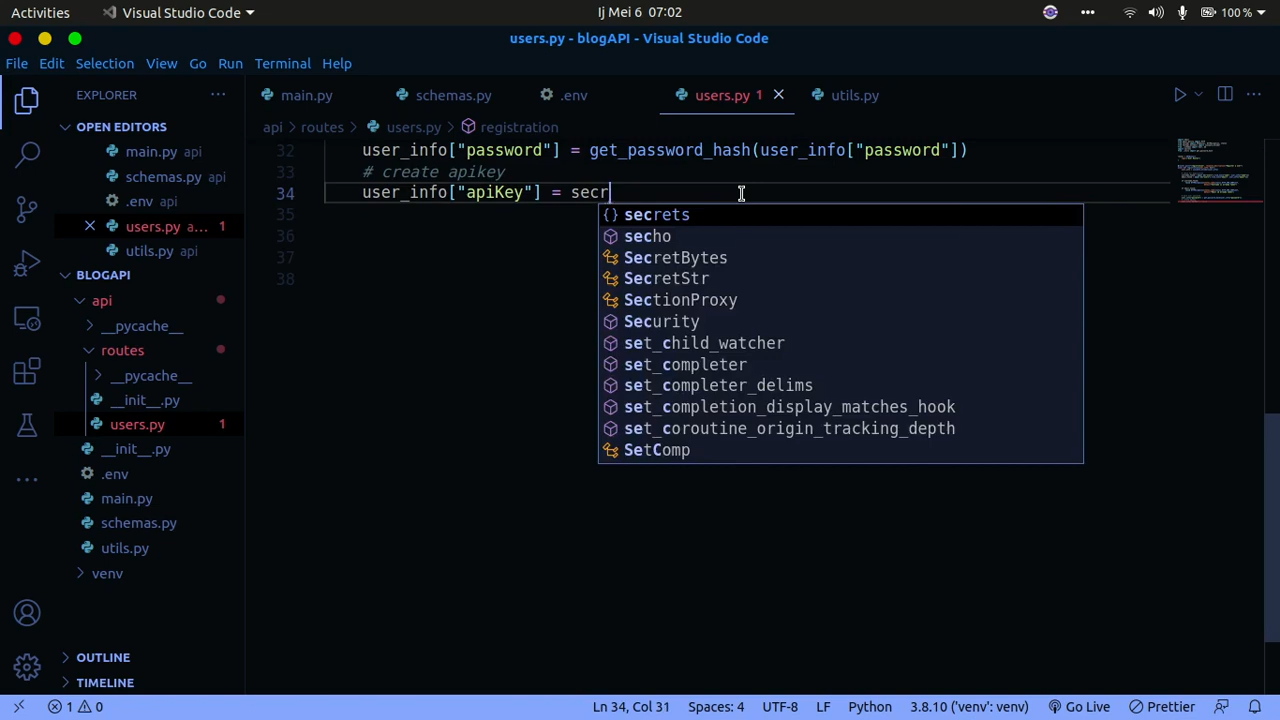 Activities Visual Studio Code Ij Mei 6 07:02 100 %
users.py - blogAPI - Visual Studio Code
File Edit Selection View Go Run Terminal Help
EXPLORER
main.py schemas.py .env users.py 1 utils.py
api routes users.py registration
OPEN EDITORS
main.py api
schemas.py api
.env api
users.py a... 1
utils.py api
BLOGAPI
api
__pycache__
routes
__pycache__
__init__.py
users.py 1
__init__.py
.env
main.py
schemas.py
utils.py
venv
OUTLINE
TIMELINE
32 user_info["password"] = get_password_hash(user_info["password"])
33 # create apikey
34 user_info["apiKey"] = secr
35
36
37
38
secrets
secho
SecretBytes
SecretStr
SectionProxy
Security
set_child_watcher
set_completer
set_completer_delims
set_completion_display_matches_hook
set_coroutine_origin_tracking_depth
SetComp
1 0 Ln 34, Col 31 Spaces: 4 UTF-8 LF Python 3.8.10 ('venv': venv) Go Live Prettier